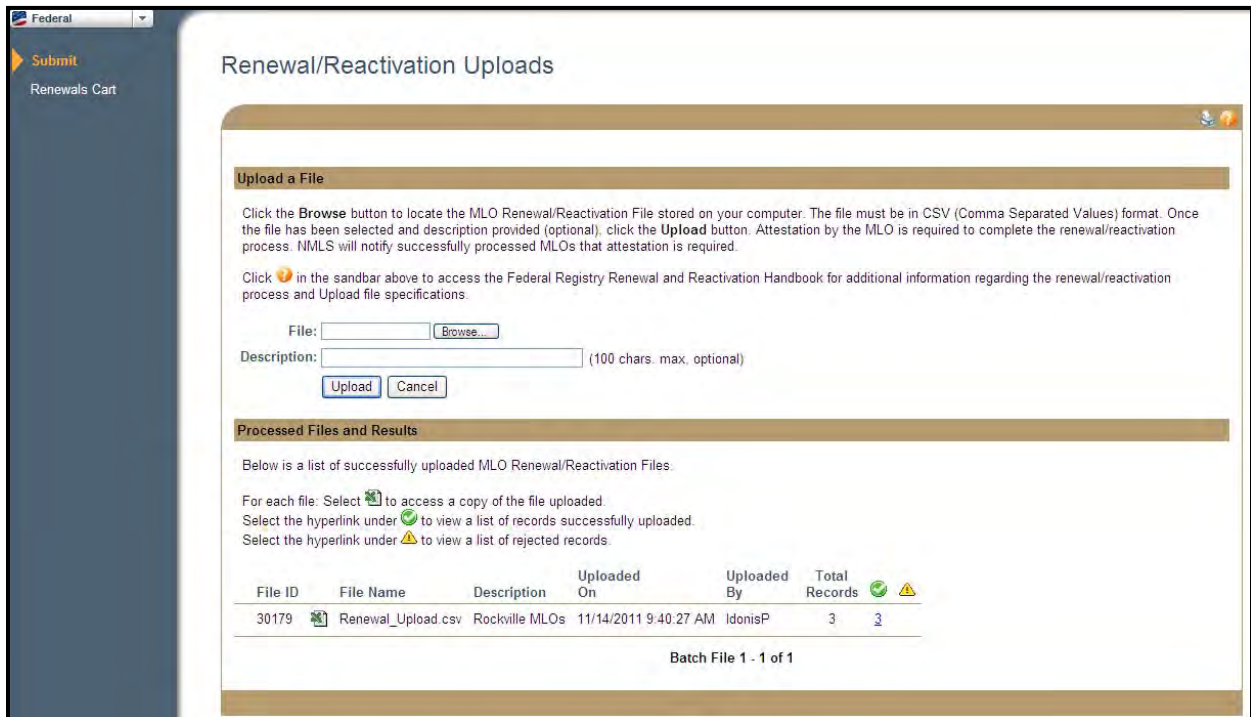 Federal
Submit
Renewals Cart
Renewal/Reactivation Uploads
Upload a File
Click the Browse button to locate the MLO Renewal/Reactivation File stored on your computer. The file must be in CSV (Comma Separated Values) format. Once
the file has been selected and description provided (optional), click the Upload button. Attestation by the MLO is required to complete the renewal/reactivation
process. NMLS will notify successfully processed MLOs that attestation is required.
Click ? in the sandbar above to access the Federal Registry Renewal and Reactivation Handbook for additional information regarding the renewal/reactivation
process and Upload file specifications.
File: Browse...
Description: (100 chars. max, optional)
Upload Cancel
Processed Files and Results
Below is a list of successfully uploaded MLO Renewal/Reactivation Files.
For each file: Select to access a copy of the file uploaded.
Select the hyperlink under to view a list of records successfully uploaded.
Select the hyperlink under to view a list of rejected records.
File ID File Name Description Uploaded On Uploaded By Total Records
30179 Renewal_Upload.csv Rockville MLOs 11/14/2011 9:40:27 AM IdonisP 3 3
Batch File 1 - 1 of 1